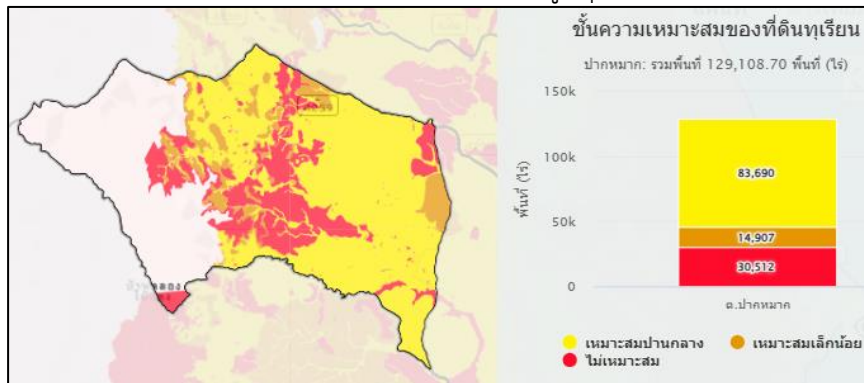 ชั้นความเหมาะสมของที่ดินทุเรียน
ปากหมาก: รวมพื้นที่ 129,108.70 พื้นที่ (ไร่)
150k
100k
50k
0
พื้นที่ (ไร่)
83,690
14,907
30,512
ต.ปากหมาก
เหมาะสมปานกลาง
เหมาะสมเล็กน้อย
ไม่เหมาะสม